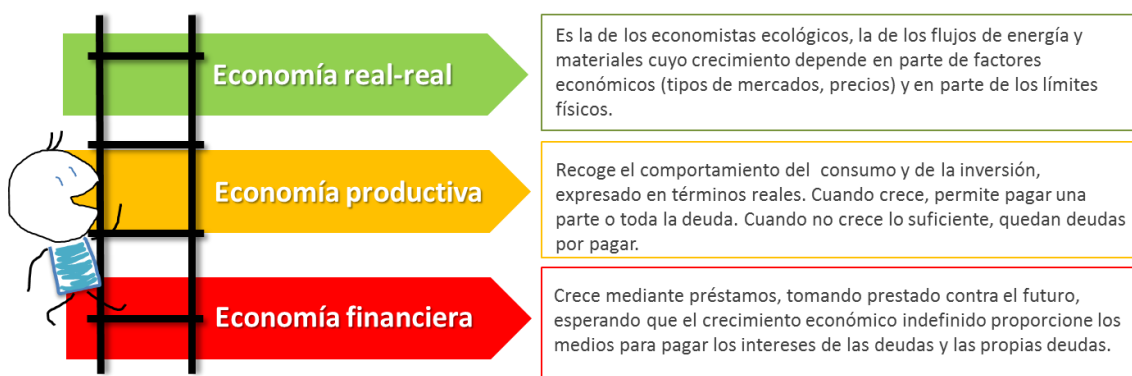 Economía real-real
Es la de los economistas ecológicos, la de los flujos de energía y
materiales cuyo crecimiento depende en parte de factores
económicos (tipos de mercados, precios) y en parte de los límites
físicos.
Economía productiva
Recoge el comportamiento del consumo y de la inversión,
expresado en términos reales. Cuando crece, permite pagar una
parte o toda la deuda. Cuando no crece lo suficiente, quedan deudas
por pagar.
Economía financiera
Crece mediante préstamos, tomando prestado contra el futuro,
esperando que el crecimiento económico indefinido proporcione los
medios para pagar los intereses de las deudas y las propias deudas.